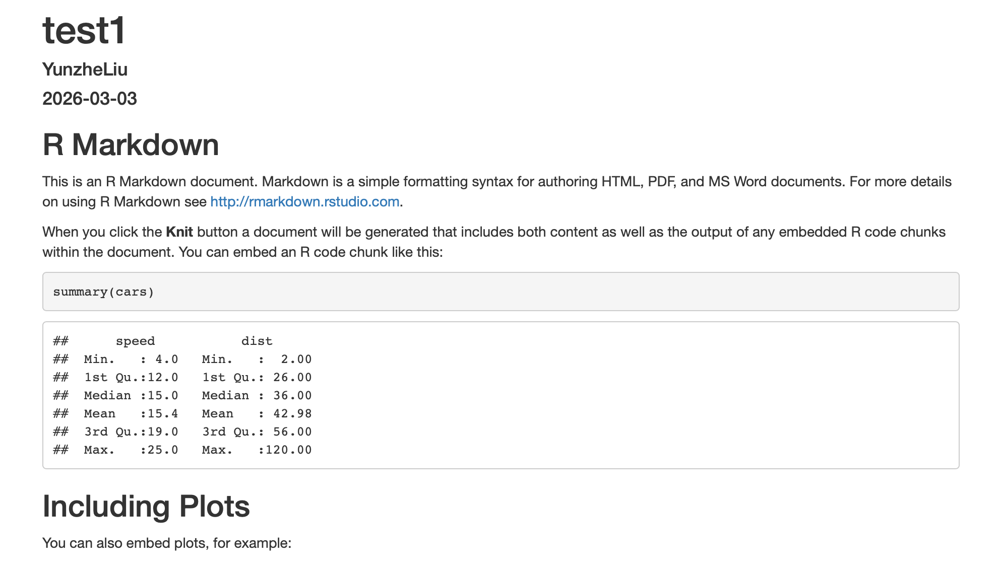 test1
YunzheLiu
2026-03-03
R Markdown
This is an R Markdown document. Markdown is a simple formatting syntax for authoring HTML, PDF, and MS Word documents. For more details
on using R Markdown see http://rmarkdown.rstudio.com.
When you click the Knit button a document will be generated that includes both content as well as the output of any embedded R code chunks
within the document. You can embed an R code chunk like this:
summary(cars)
##      speed           dist
##  Min.   : 4.0   Min.   :  2.00
##  1st Qu.:12.0   1st Qu.: 26.00
##  Median :15.0   Median : 36.00
##  Mean   :15.4   Mean   : 42.98
##  3rd Qu.:19.0   3rd Qu.: 56.00
##  Max.   :25.0   Max.   :120.00
Including Plots
You can also embed plots, for example: